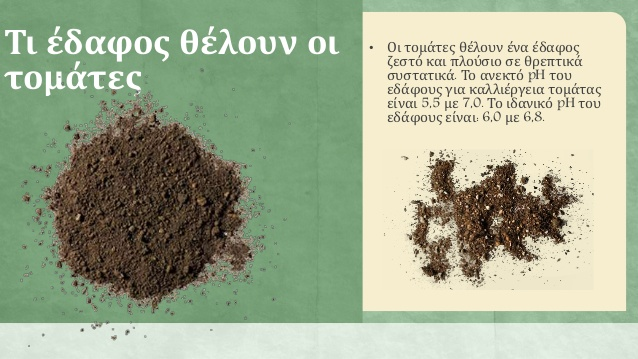 Τι έδαφος θέλουν οι
τομάτες
• Οι τομάτες θέλουν ένα έδαφος
ζεστό και πλούσιο σε θρεπτικά
συστατικά. Το ανεκτό pH του
εδάφους για καλλιέργεια τομάτας
είναι 5,5 με 7,0. Το ιδανικό pH του
εδάφους είναι: 6,0 με 6,8.